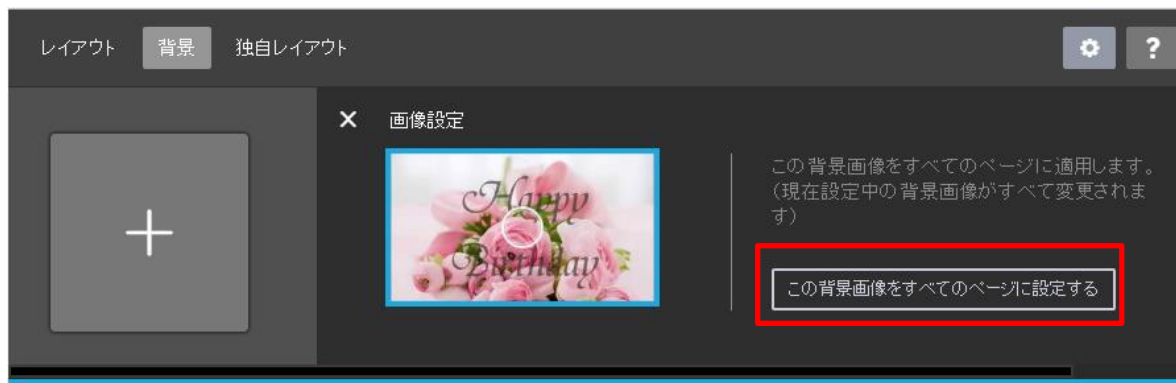 レイアウト 背景 独自レイアウト ?
× 画像設定
Happy
Birthday
この背景画像をすべてのページに適用します。
(現在設定中の背景画像がすべて変更されま
す)
この背景画像をすべてのページに設定する